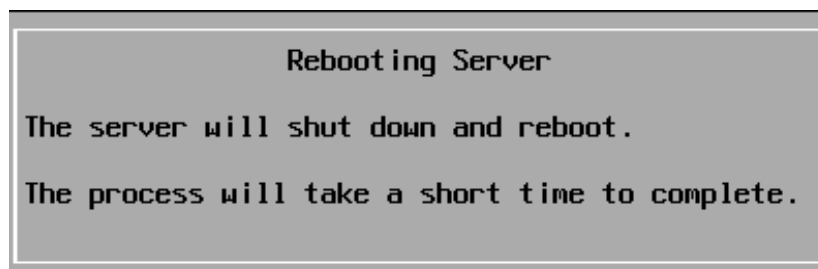 Rebooting Server
The server will shut down and reboot.
The process will take a short time to complete.